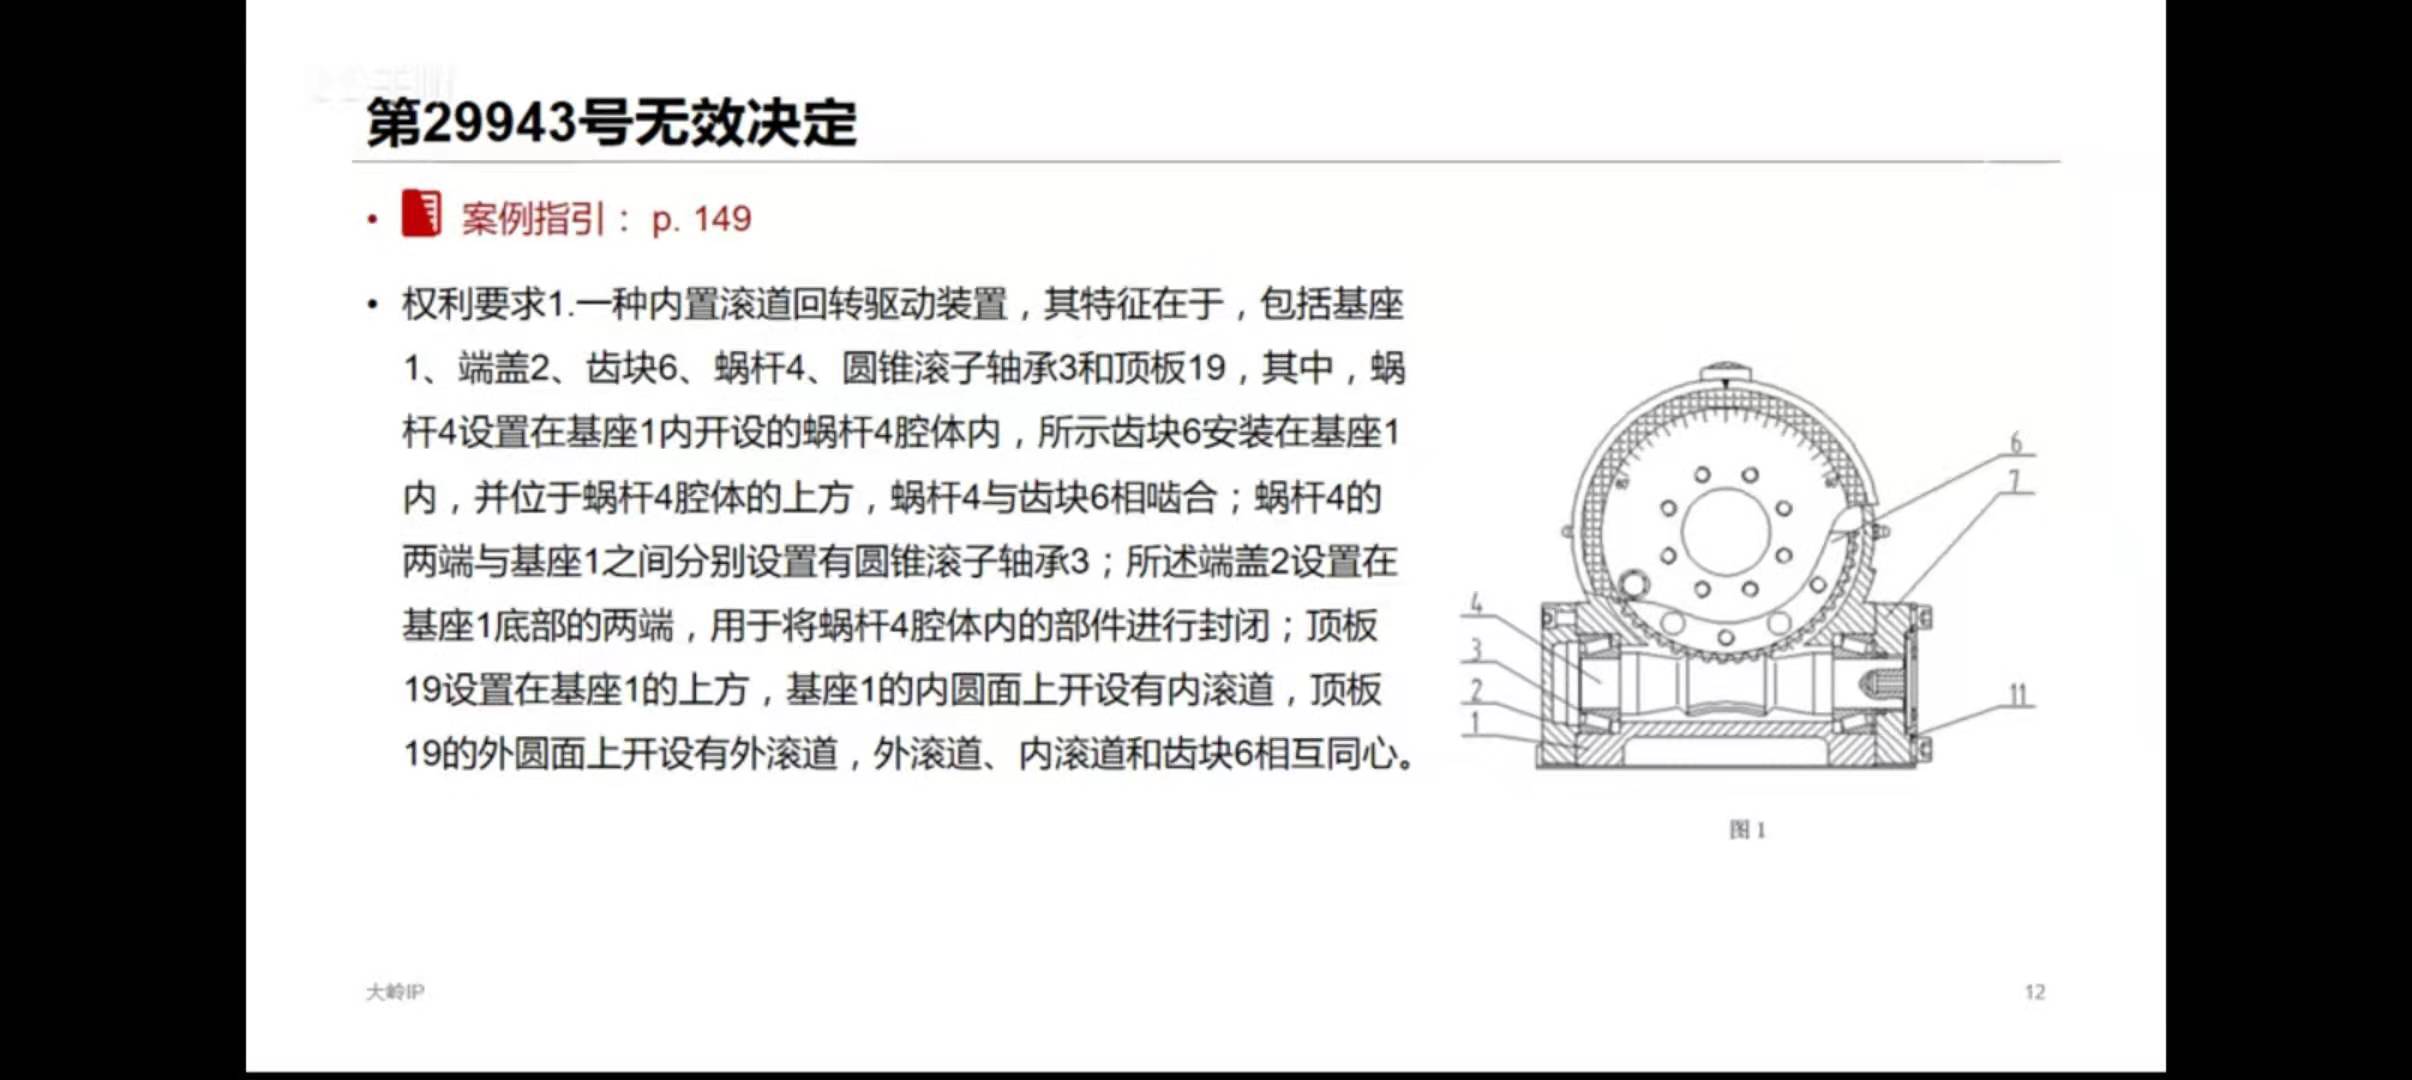 第29943号无效决定
• 案例指引： p. 149
• 权利要求1.一种内置滚道回转驱动装置，其特征在于，包括基座
1、端盖2、齿块6、蜗杆4、圆锥滚子轴承3和顶板19，其中，蜗
杆4设置在基座1内开设的蜗杆4腔体内，所示齿块6安装在基座1
内，并位于蜗杆4腔体的上方，蜗杆4与齿块6相啮合；蜗杆4的
两端与基座1之间分别设置有圆锥滚子轴承3；所述端盖2设置在
基座1底部的两端，用于将蜗杆4腔体内的部件进行封闭；顶板
19设置在基座1的上方，基座1的内圆面上开设有内滚道，顶板
19的外圆面上开设有外滚道，外滚道、内滚道和齿块6相互同心。
6
7
4
3
2
1
11
图 1
大岭IP
12